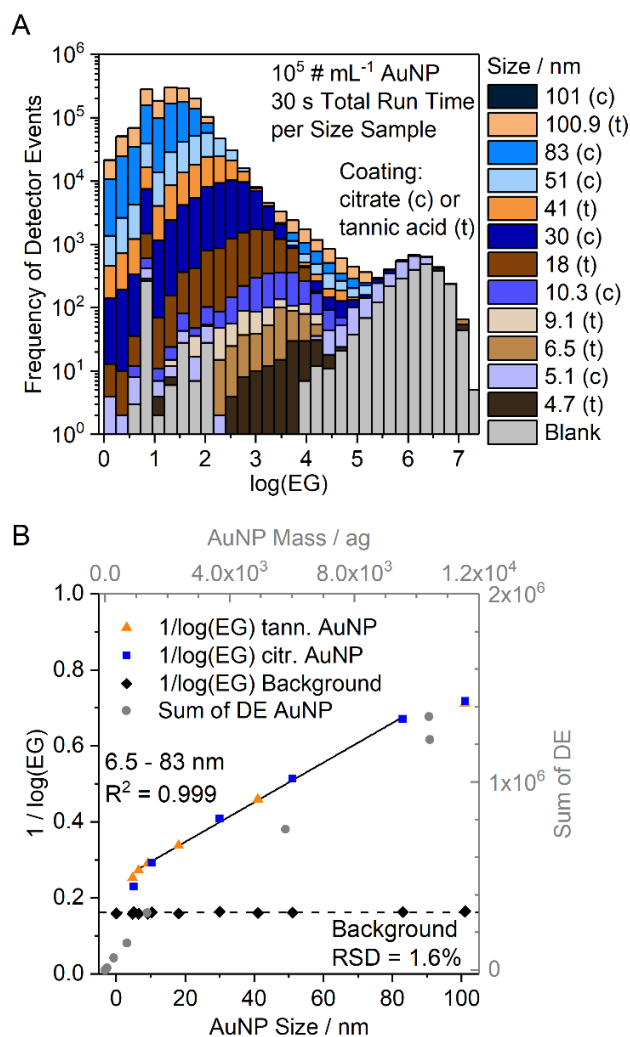 A
10⁶
10⁵
10⁴
10³
10²
10¹
10⁰
Frequency of Detector Events
10⁵ # mL⁻¹ AuNP
30 s Total Run Time
per Size Sample
Coating:
citrate (c) or
tannic acid (t)
0 1 2 3 4 5 6 7
log(EG)
Size / nm
101 (c)
100.9 (t)
83 (c)
51 (c)
41 (t)
30 (c)
18 (t)
10.3 (c)
9.1 (t)
6.5 (t)
5.1 (c)
4.7 (t)
Blank
B
AuNP Mass / ag
0.0 4.0x10³ 8.0x10³ 1.2x10⁴
1.0
0.8
0.6
0.4
0.2
0.0
1 / log(EG)
1/log(EG) tann. AuNP
1/log(EG) citr. AuNP
1/log(EG) Background
Sum of DE AuNP
6.5 - 83 nm
R² = 0.999
Background
RSD = 1.6%
2x10⁶
1x10⁶
0
Sum of DE
0 20 40 60 80 100
AuNP Size / nm